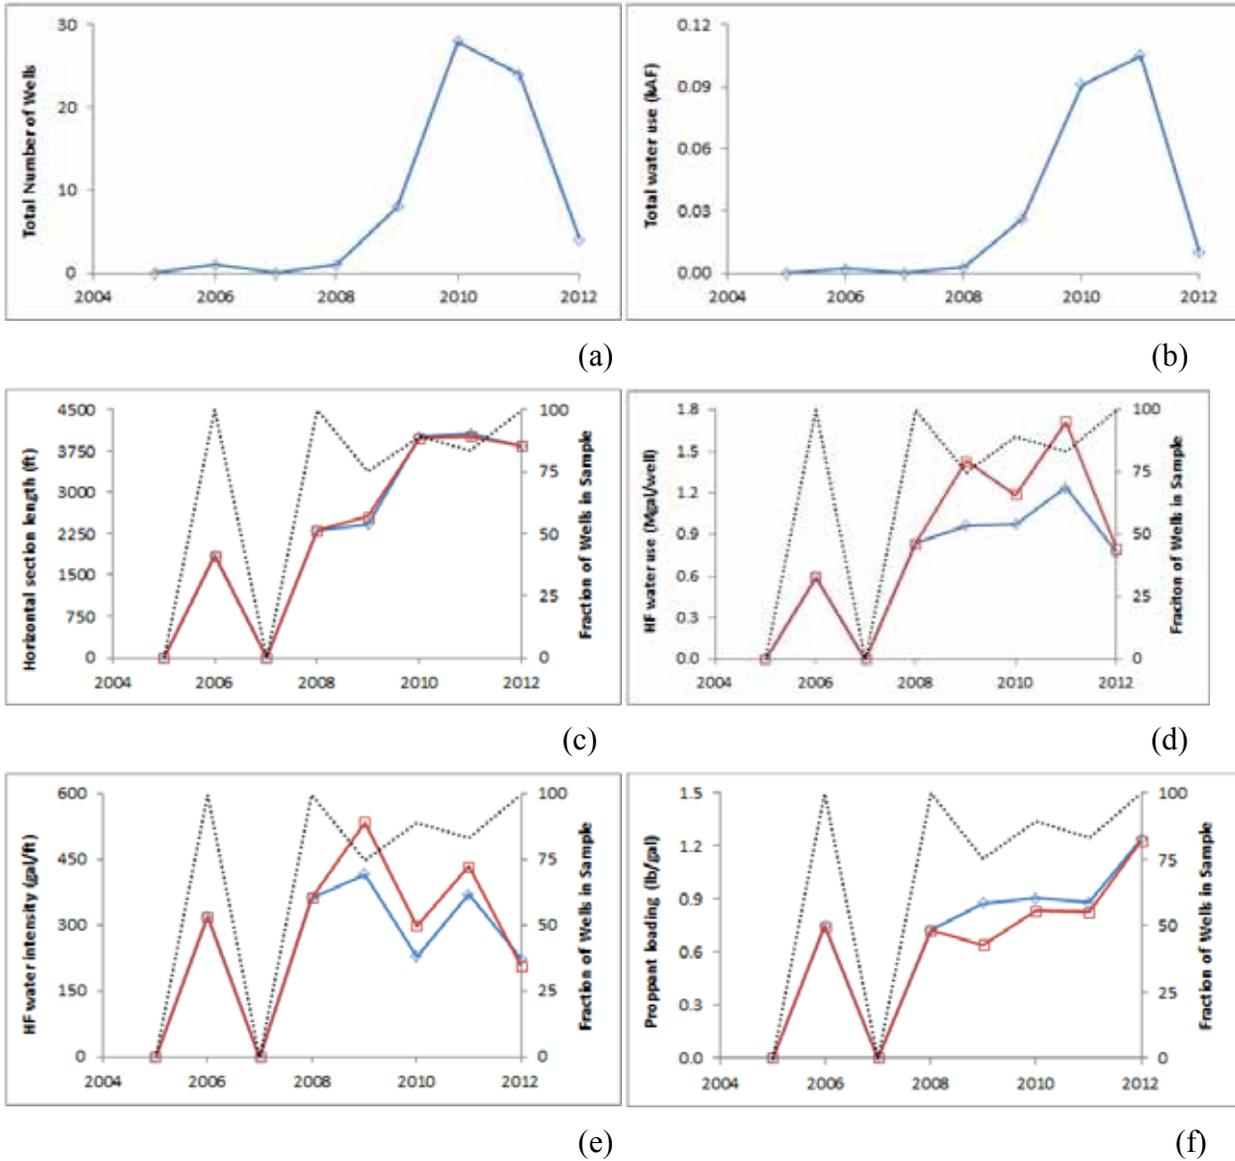 30
20
10
0
2004 2006 2008 2010 2012
Total Number of Wells
(a)
0.12
0.09
0.06
0.03
0.00
2004 2006 2008 2010 2012
Total water use (kAF)
(b)
4500
3750
3000
2250
1500
750
0
2004 2006 2008 2010 2012
100
75
50
25
0
Horizontal section length (ft)
Fraction of Wells in Sample
(c)
1.8
1.5
1.2
0.9
0.6
0.3
0.0
2004 2006 2008 2010 2012
100
75
50
25
0
HF water use (Mgal/well)
Fraciton of Wells in Sample
(d)
600
450
300
150
0
2004 2006 2008 2010 2012
100
75
50
25
0
HF water intensity (gal/ft)
Fraction of Wells in Sample
(e)
1.5
1.2
0.9
0.6
0.3
0.0
2004 2006 2008 2010 2012
100
75
50
25
0
Proppant loading (lb/gal)
Fraction of Wells in Sample
(f)